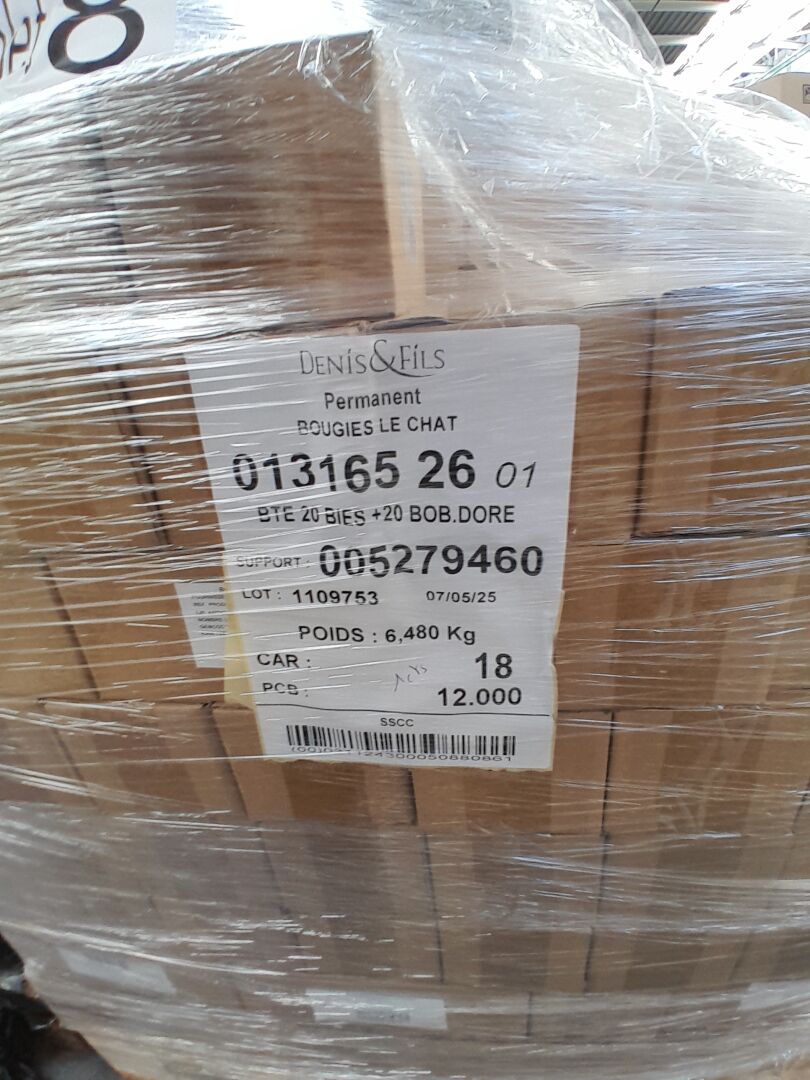 8
DENIS&FILS
Permanent
BOUGIES LE CHAT
013165 26 01
BTE 20 BIES +20 BOB.DORE
SUPPORT : 005279460
LOT : 1109753 07/05/25
POIDS : 6,480 Kg
CAR : 18
PCB : 12.000
SSCC